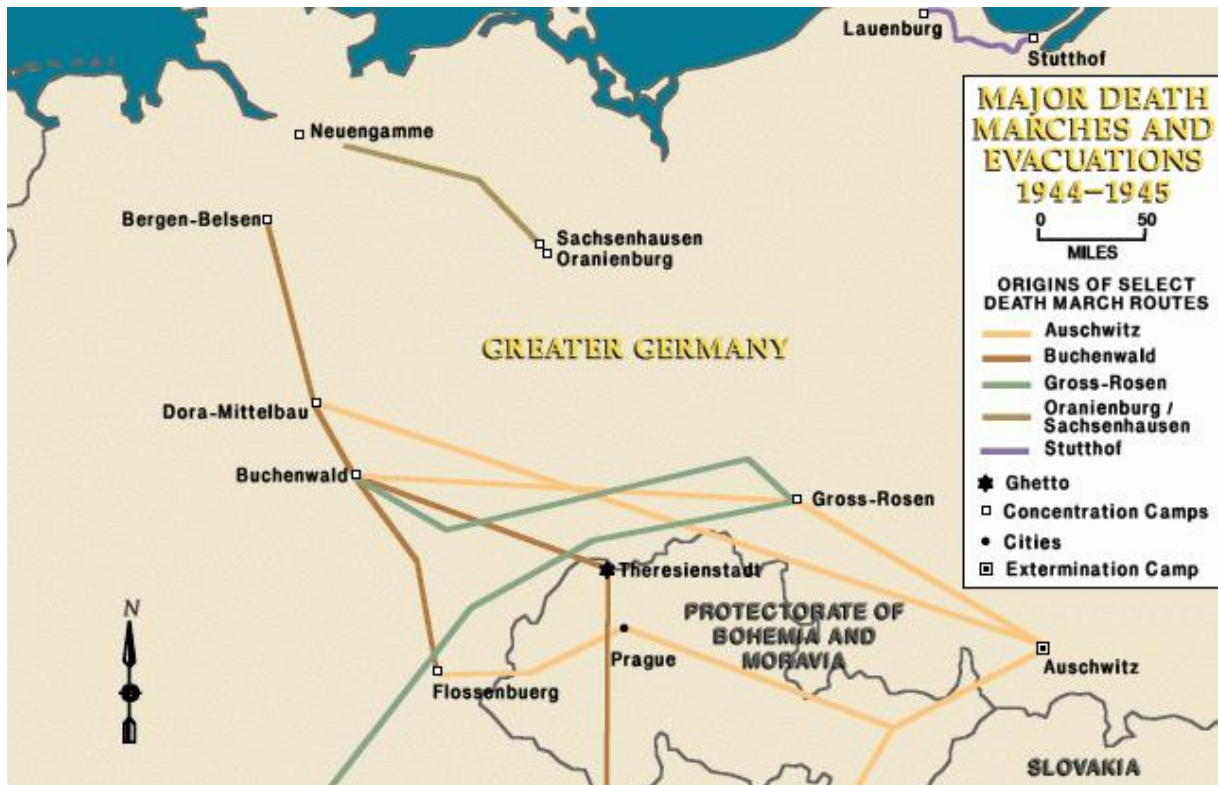 Lauenburg
Stutthof
MAJOR DEATH
MARCHES AND
EVACUATIONS
1944–1945
0 50
MILES
ORIGINS OF SELECT
DEATH MARCH ROUTES
Auschwitz
Buchenwald
Gross-Rosen
Oranienburg /
Sachsenhausen
Stutthof
Ghetto
Concentration Camps
Cities
Extermination Camp
Neuengamme
Bergen-Belsen
Sachsenhausen
Oranienburg
GREATER GERMANY
Dora-Mittelbau
Buchenwald
Gross-Rosen
Theresienstadt
PROTECTORATE OF
BOHEMIA AND
MORAVIA
Prague
Auschwitz
Flossenbuerg
N
SLOVAKIA